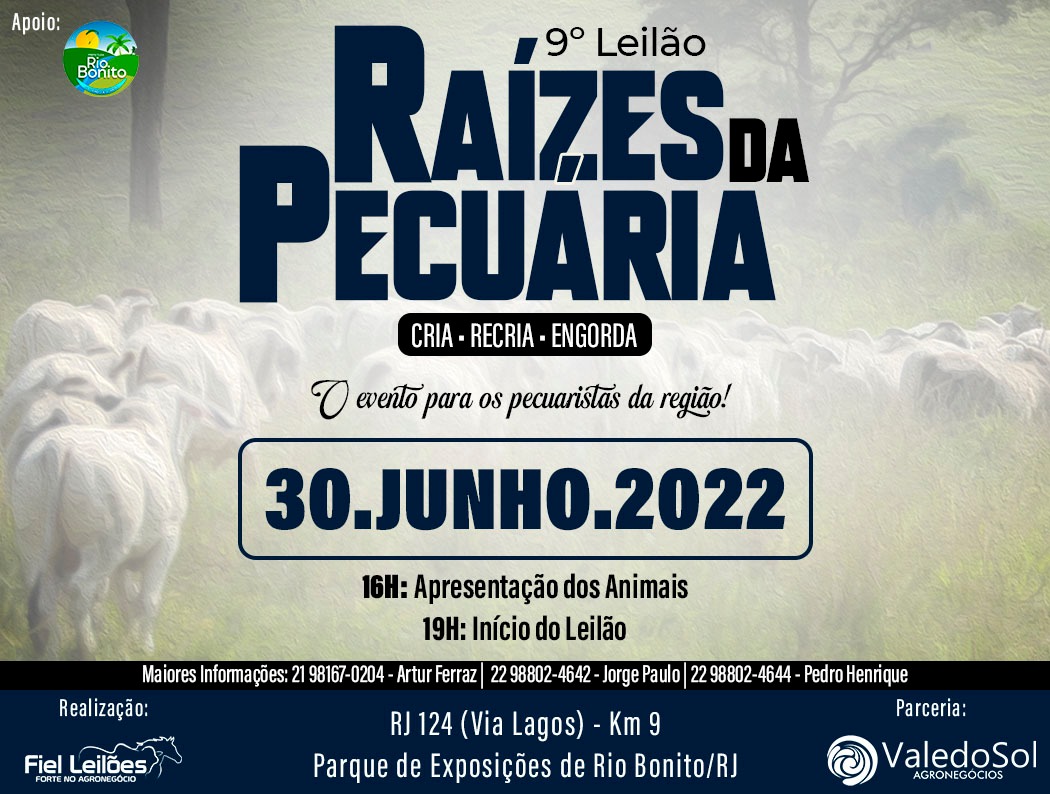 Apoio:
Rio
Bonito
9º Leilão
RAÍZES DA
PECUÁRIA
CRIA • RECRIA • ENGORDA
O evento para os pecuaristas da região!
30.JUNHO.2022
16H: Apresentação dos Animais
19H: Início do Leilão
Maiores Informações: 21 98167-0204 - Artur Ferraz | 22 98802-4642 - Jorge Paulo | 22 98802-4644 - Pedro Henrique
Realização:
Fiel Leilões
FORTE NO AGRONEGÓCIO
RJ 124 (Via Lagos) - Km 9
Parque de Exposições de Rio Bonito/RJ
Parceria:
ValedoSol
AGRONEGÓCIOS